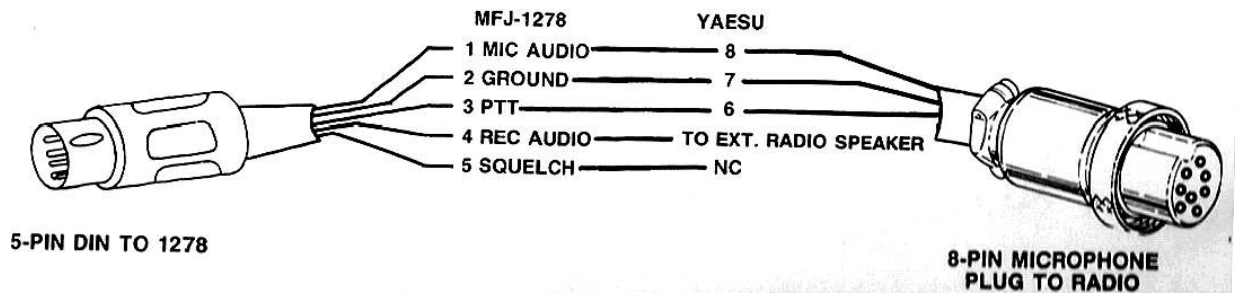 MFJ-1278 YAESU
1 MIC AUDIO 8
2 GROUND 7
3 PTT 6
4 REC AUDIO TO EXT. RADIO SPEAKER
5 SQUELCH NC
5-PIN DIN TO 1278
8-PIN MICROPHONE
PLUG TO RADIO